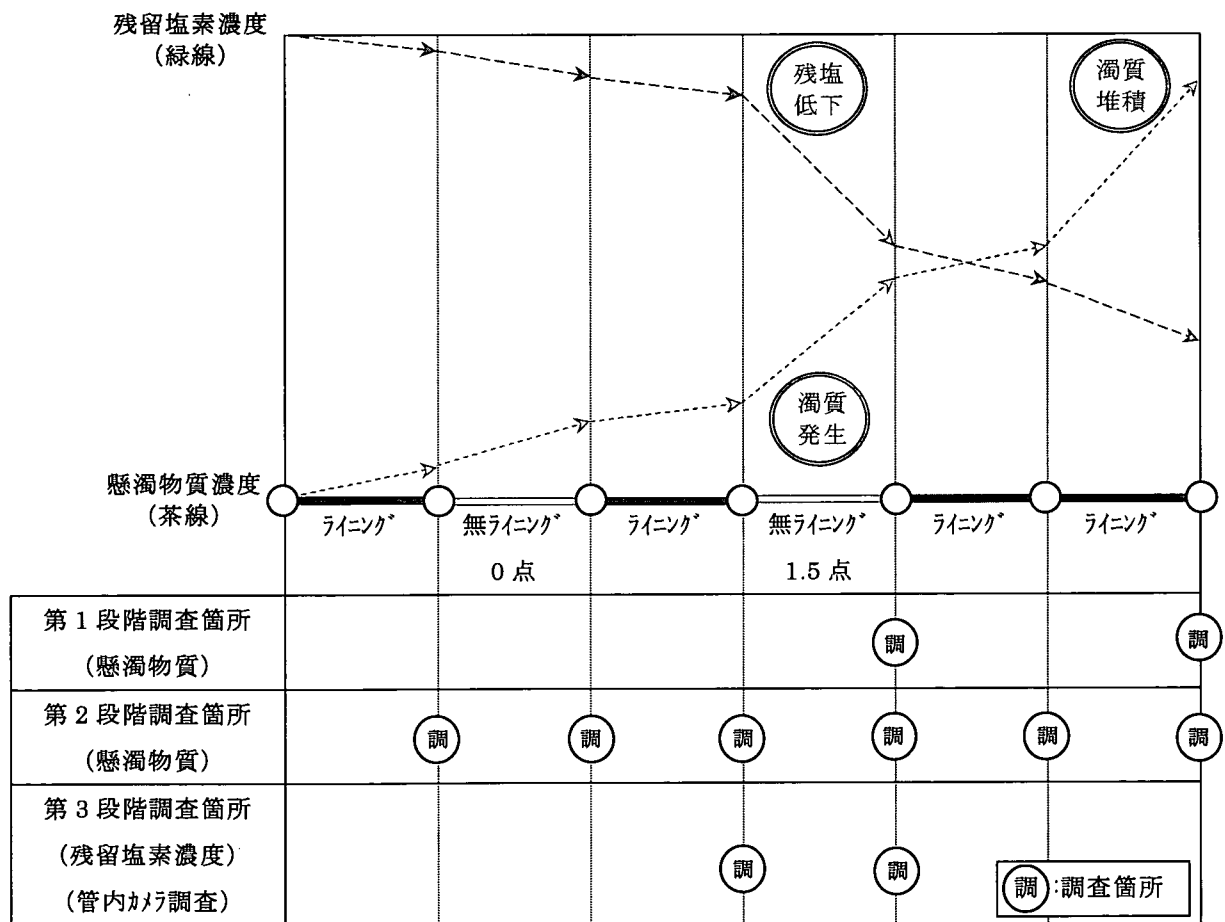 残留塩素濃度
(緑線)
残塩
低下
濁質
堆積
濁質
発生
懸濁物質濃度
(茶線)
ライニング
無ライニング
ライニング
無ライニング
ライニング
ライニング
0 点
1.5 点
第 1 段階調査箇所
(懸濁物質)
調
調
第 2 段階調査箇所
(懸濁物質)
調
調
調
調
調
調
第 3 段階調査箇所
(残留塩素濃度)
(管内カメラ調査)
調
調
調:調査箇所